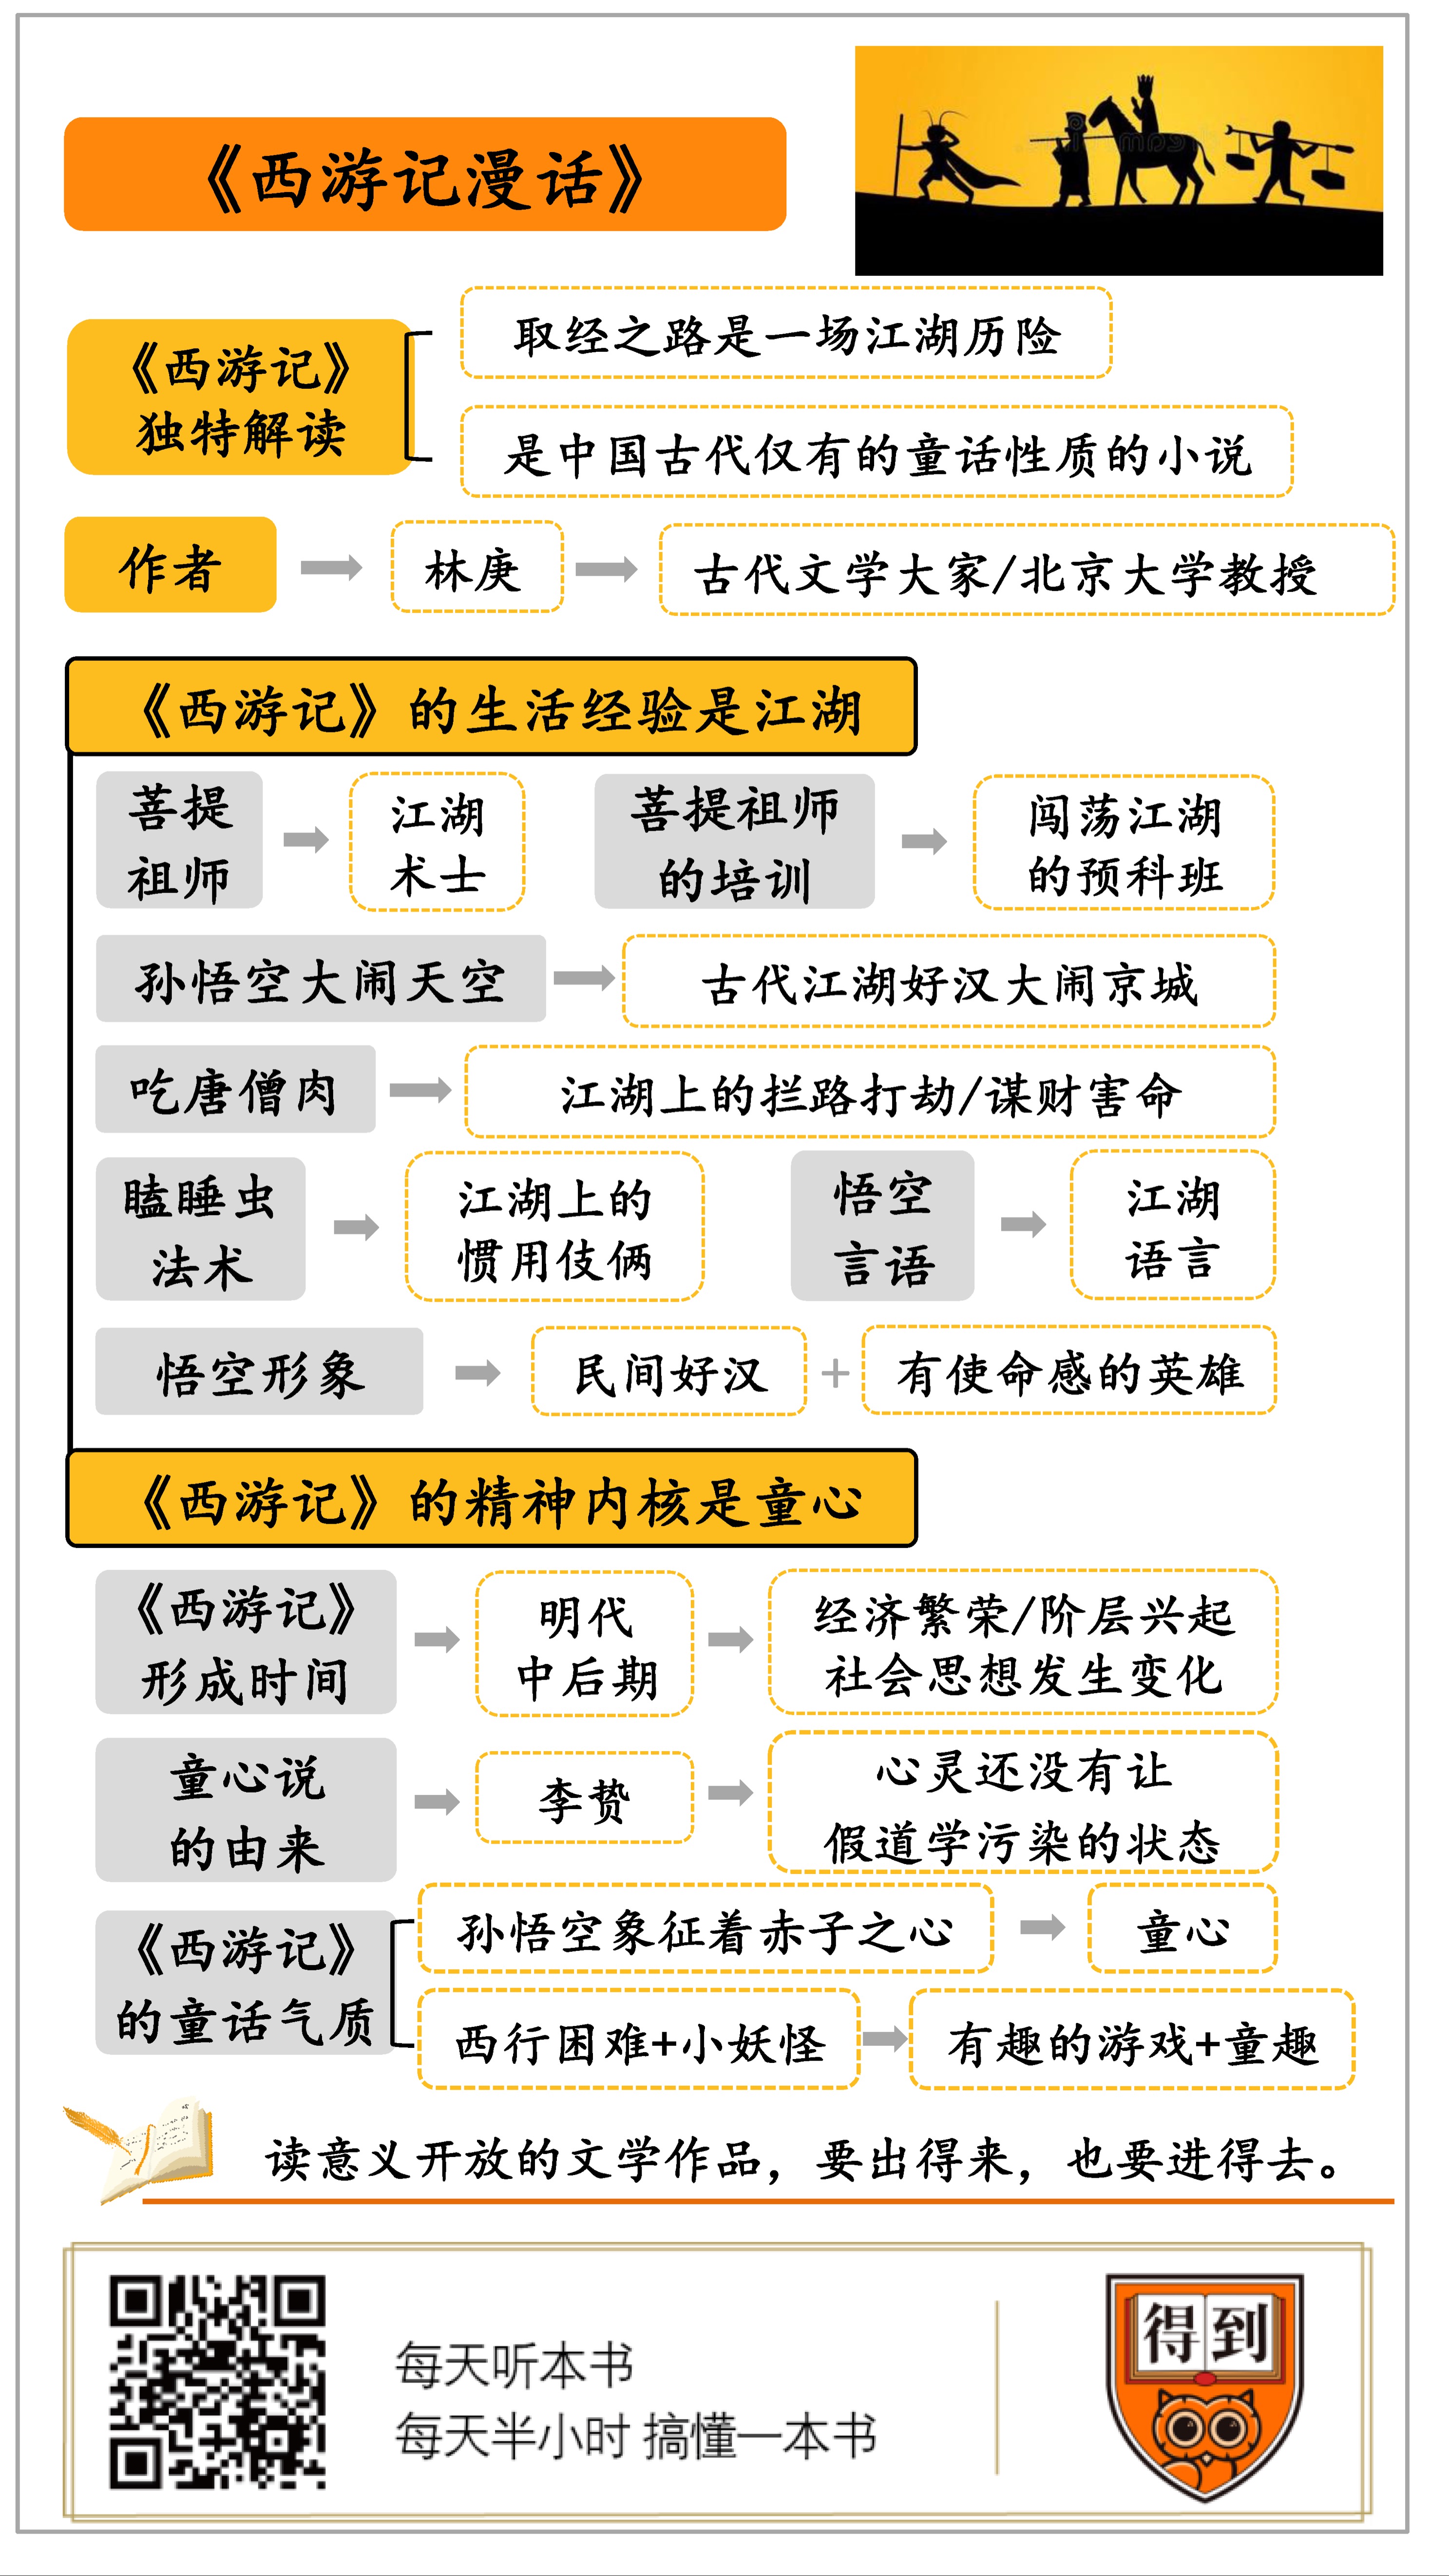 《西游记漫话》
《西游记》
独特解读
取经之路是一场江湖历险
是中国古代仅有的童话性质的小说
作者
林庚
古代文学大家/北京大学教授
《西游记》的生活经验是江湖
菩提
祖师
江湖
术士
菩提祖师
的培训
闯荡江湖
的预科班
孙悟空大闹天空
古代江湖好汉大闹京城
吃唐僧肉
江湖上的拦路打劫/谋财害命
瞌睡虫
法术
江湖上的
惯用伎俩
悟空
言语
江湖
语言
悟空形象
民间好汉
+
有使命感的英雄
《西游记》的精神内核是童心
《西游记》
形成时间
明代
中后期
经济繁荣/阶层兴起
社会思想发生变化
童心说
的由来
李贽
心灵还没有让
假道学污染的状态
《西游记》
的童话气质
孙悟空象征着赤子之心
童心
西行困难+小妖怪
有趣的游戏+童趣
读意义开放的文学作品，要出得来，也要进得去。
每天听本书
每天半小时 搞懂一本书
得到